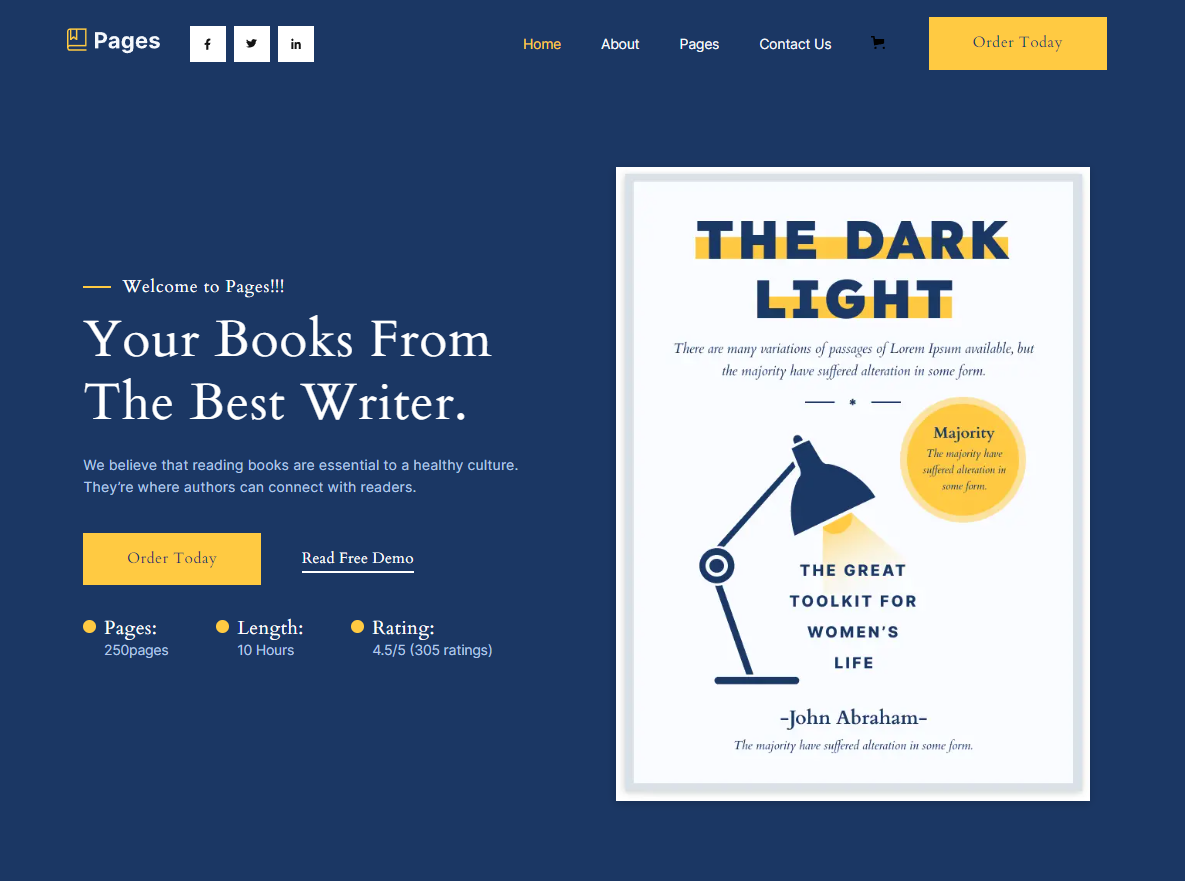 Pages
Home
About
Pages
Contact Us
Order Today
Welcome to Pages!!!
Your Books From
The Best Writer.
We believe that reading books are essential to a healthy culture.
They're where authors can connect with readers.
Order Today
Read Free Demo
Pages:
250pages
Length:
10 Hours
Rating:
4.5/5 (305 ratings)
THE DARK
LIGHT
There are many variations of passages of Lorem Ipsum available, but
the majority have suffered alteration in some form.
Majority
The majority have
suffered alteration in
some form.
THE GREAT
TOOLKIT FOR
WOMEN'S
LIFE
-John Abraham-
The majority have suffered alteration in some form.